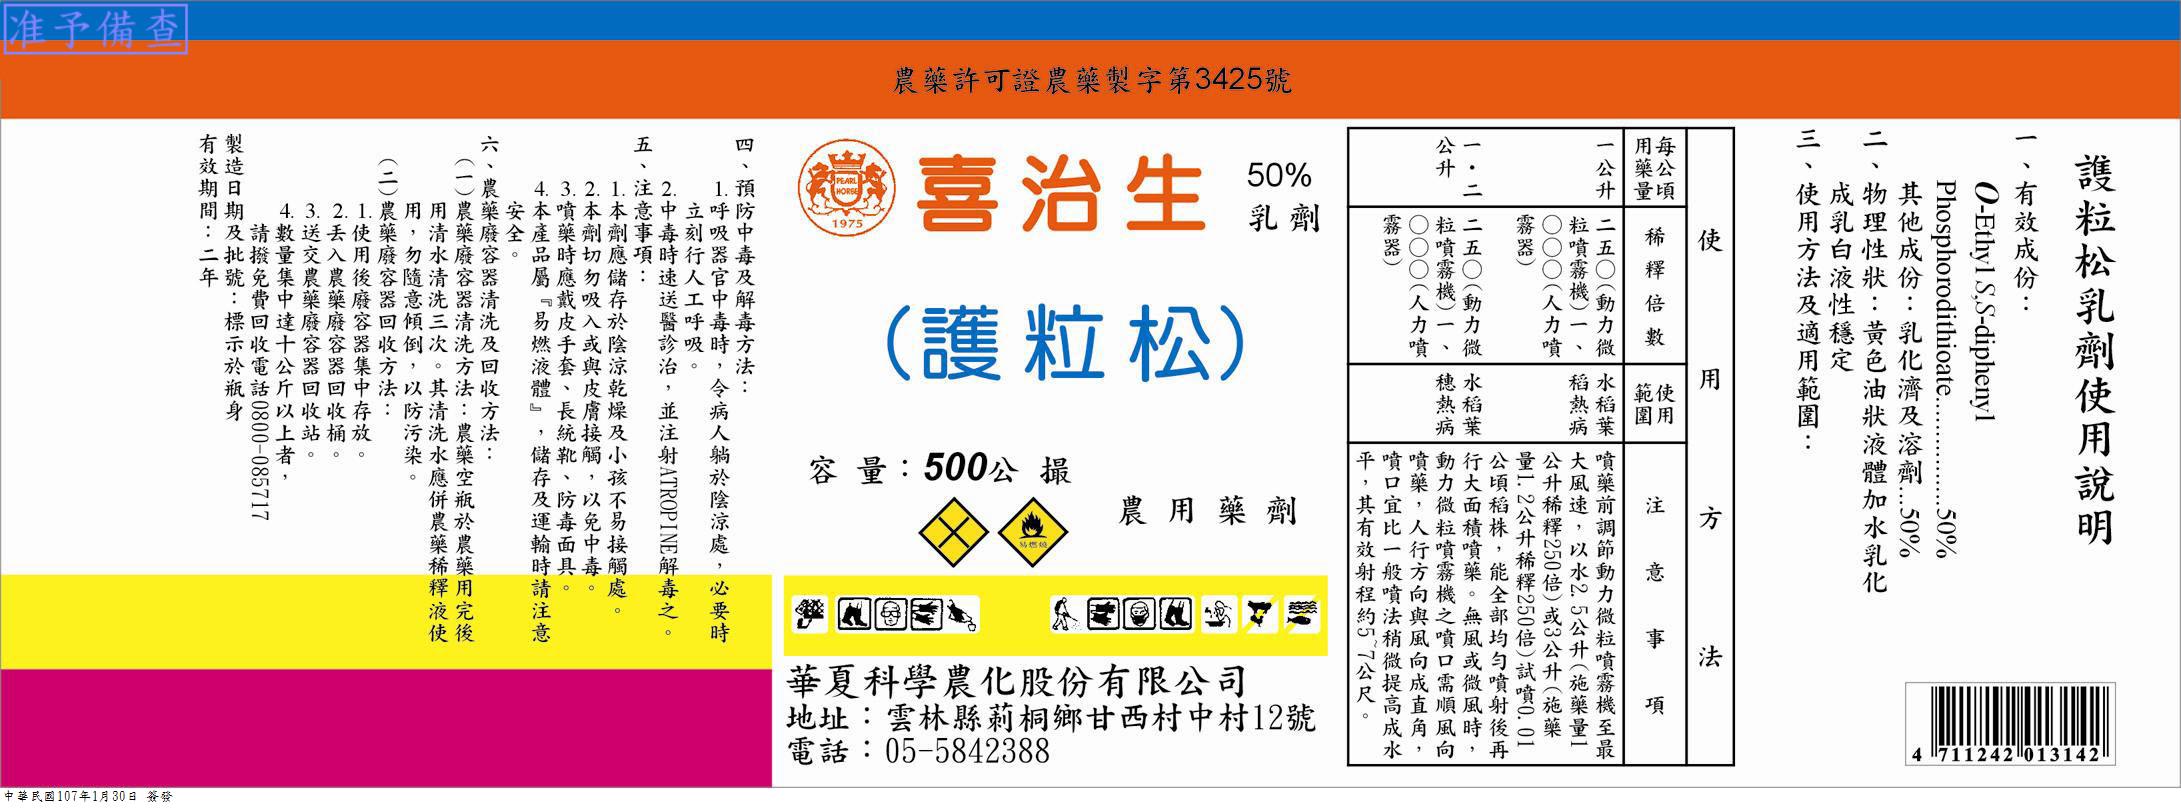 准予備查
農藥許可證農藥製字第3425號
護粒松乳劑使用說明
一、有效成份：
O-Ethyl S,S-diphenyl
Phosphorodithioate...............50%
其他成份：乳化濟及溶劑...50%
二、物理性狀：黃色油狀液體加水乳化
成乳白液性穩定
三、使用方法及適用範圍：
使用方法
每公頃
用藥量
稀釋倍數
使用
範圍
注意事項
一公升
二五〇(動力微
粒噴霧機)一、
〇〇〇(人力噴
霧器)
水稻葉
稻熱病
一．二
公升
二五〇(動力微
粒噴霧機)一、
〇〇〇(人力噴
霧器)
水稻葉
穗熱病
噴藥前調節動力微粒噴霧機至最
大風速，以水2.5公升(施藥量1
公升稀釋250倍)或3公升(施藥
量1.2公升稀釋250倍)試噴0.01
公頃稻株，能全部均勻噴射後再
行大面積噴藥。無風或微風時，
動力微粒噴霧機之噴口需順風向
噴藥，人行方向與風向成直角，
噴口宜比一般噴法稍微提高成水
平，其有效射程約5~7公尺。
PEARL
HORSE
1975
喜治生
50%
乳劑
(護粒松)
容量：500公撮
農用藥劑
易燃燒
華夏科學農化股份有限公司
地址：雲林縣莿桐鄉甘西村中村12號
電話：05-5842388
四、預防中毒及解毒方法：
1.呼吸器官中毒時，令病人躺於陰涼處，必要時
立刻行人工呼吸。
2.中毒時速送醫診治，並注射ATROPINE解毒之。
五、注意事項：
1.本劑應儲存於陰涼乾燥及小孩不易接觸處。
2.本劑切勿吸入或與皮膚接觸，以免中毒。
3.噴藥時應戴皮手套、長統靴、防毒面具。
4.本產品屬『易燃液體』，儲存及運輸時請注意
安全。
六、農藥廢容器清洗及回收方法：
(一)農藥廢容器清洗方法：農藥空瓶於農藥用完後
用清水清洗三次。其清洗水應併農藥稀釋液使
用，勿隨意傾倒，以防污染。
(二)農藥廢容器回收方法：
1.使用後廢容器集中存放。
2.丟入農藥廢容器回收桶。
3.送交農藥廢容器回收站。
4.數量集中達十公斤以上者，
請撥免費回收電話0800-085717
製造日期及批號：標示於瓶身
有效期間：二年
4 711242 013142
中華民國107年1月30日 簽發